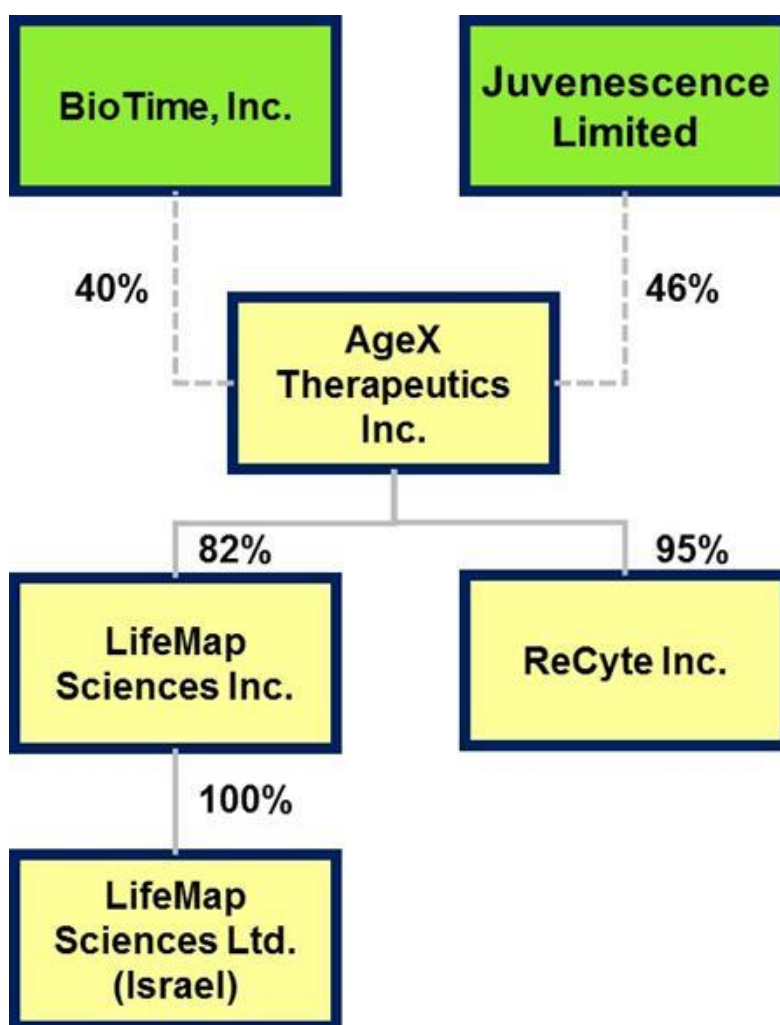 BioTime, Inc.
Juvenescence
Limited
40%
46%
AgeX
Therapeutics
Inc.
82%
95%
LifeMap
Sciences Inc.
ReCyte Inc.
100%
LifeMap
Sciences Ltd.
(Israel)